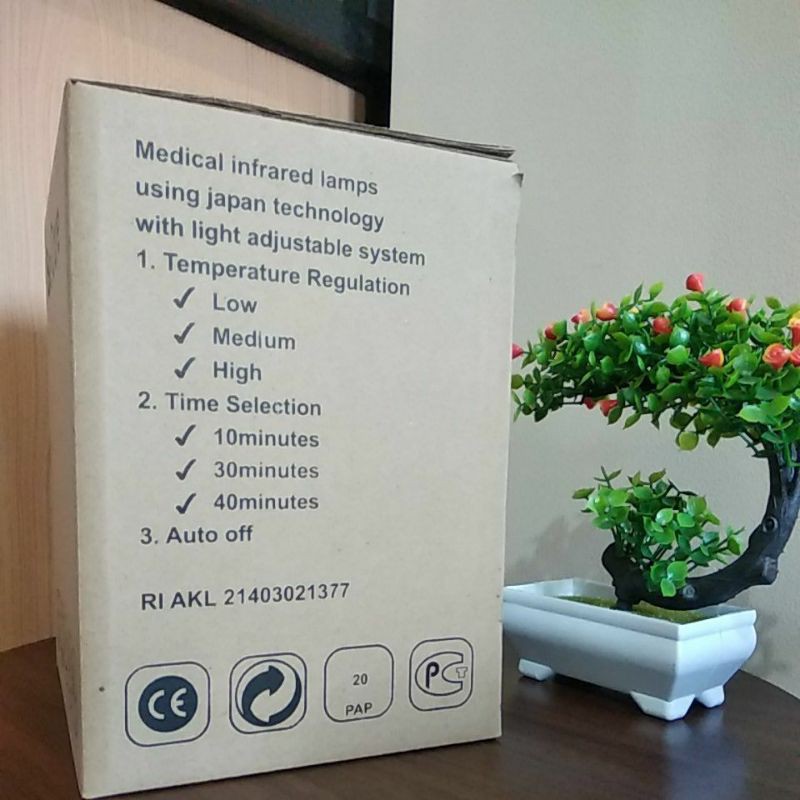 Medical infrared lamps
using japan technology
with light adjustable system
1. Temperature Regulation
✓ Low
✓ Medium
✓ High
2. Time Selection
✓ 10minutes
✓ 30minutes
✓ 40minutes
3. Auto off
RI AKL 21403021377
CE
20
PAP
PCT